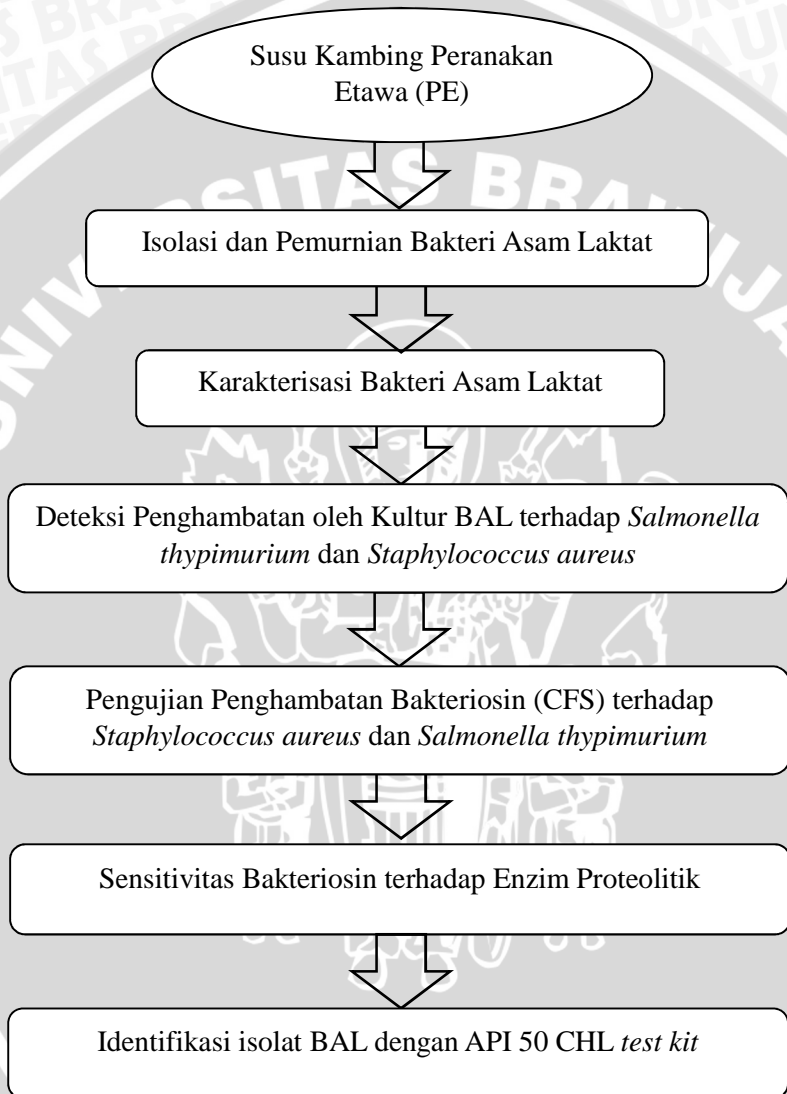 Susu Kambing Peranakan
Etawa (PE)
Isolasi dan Pemurnian Bakteri Asam Laktat
Karakterisasi Bakteri Asam Laktat
Deteksi Penghambatan oleh Kultur BAL terhadap Salmonella
thypimurium dan Staphylococcus aureus
Pengujian Penghambatan Bakteriosin (CFS) terhadap
Staphylococcus aureus dan Salmonella thypimurium
Sensitivitas Bakteriosin terhadap Enzim Proteolitik
Identifikasi isolat BAL dengan API 50 CHL test kit